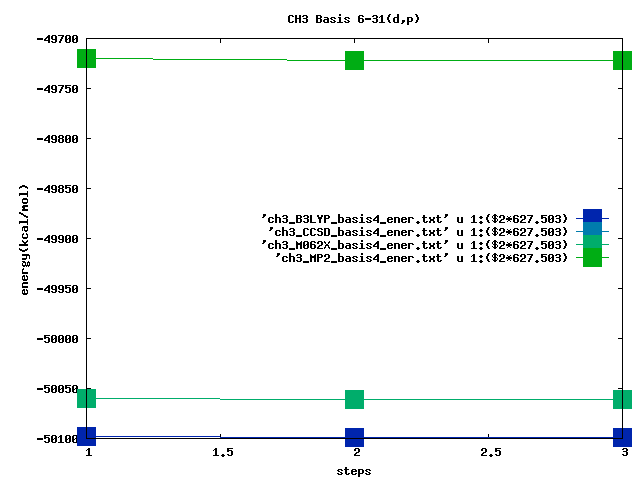 CH3 Basis 6-31(d,p)
-49700
-49750
-49800
-49850
-49900
-49950
-50000
-50050
-50100
energy(kcal/mol)
'ch3_B3LYP_basis4_ener.txt' u 1:($2*627.503)
'ch3_CCSD_basis4_ener.txt' u 1:($2*627.503)
'ch3_M062X_basis4_ener.txt' u 1:($2*627.503)
'ch3_MP2_basis4_ener.txt' u 1:($2*627.503)
1 1.5 2 2.5 3
steps